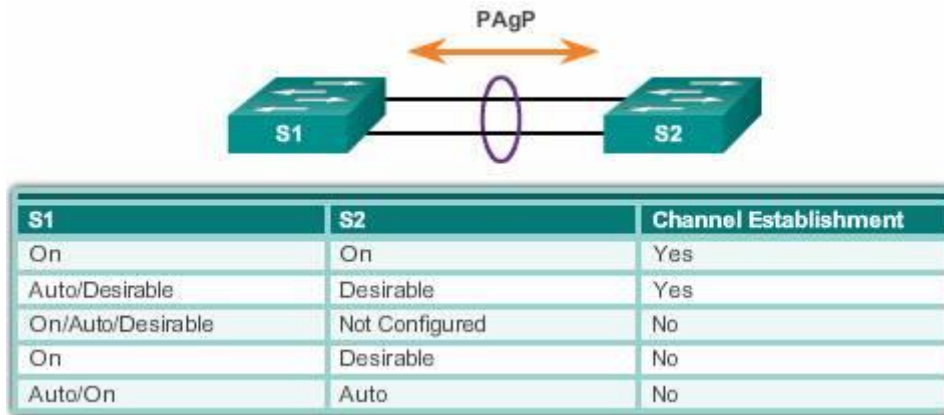 PAgP
S1 S2
S1 S2 Channel Establishment
On On Yes
Auto/Desirable Desirable Yes
On/Auto/Desirable Not Configured No
On Desirable No
Auto/On Auto No